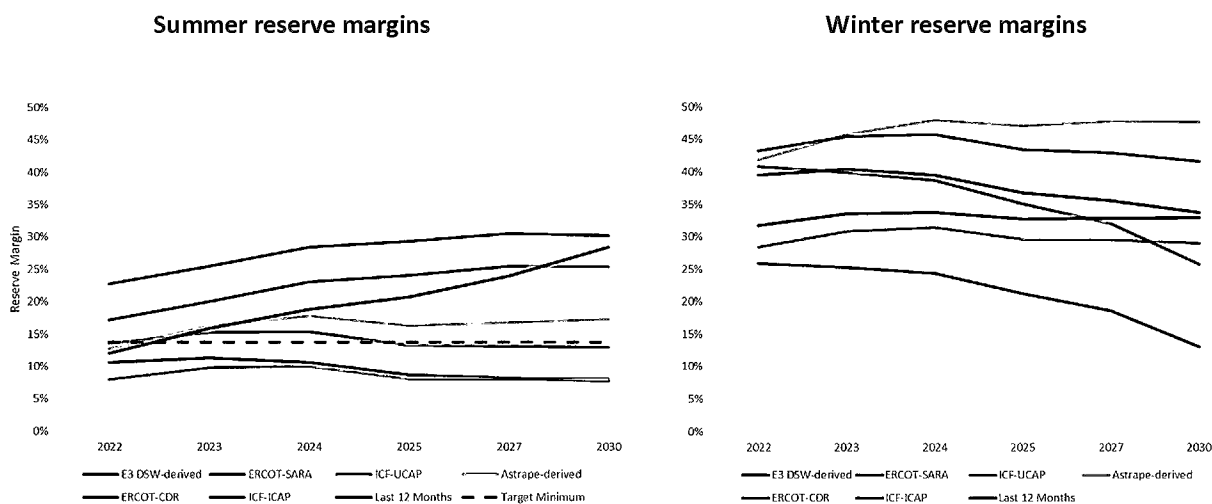 Summer reserve margins
50%
45%
40%
35%
30%
25%
20%
15%
10%
5%
0%
Reserve Margin
2022 2023 2024 2025 2027 2030
E3 DSW-derived ERCOT-SARA ICF-UCAP Astrape-derived
ERCOT-CDR ICF-ICAP Last 12 Months Target Minimum
Winter reserve margins
50%
45%
40%
35%
30%
25%
20%
15%
10%
5%
0%
2022 2023 2024 2025 2027 2030
E3 DSW-derived ERCOT-SARA ICF-UCAP Astrape-derived
ERCOT-CDR ICF-ICAP Last 12 Months